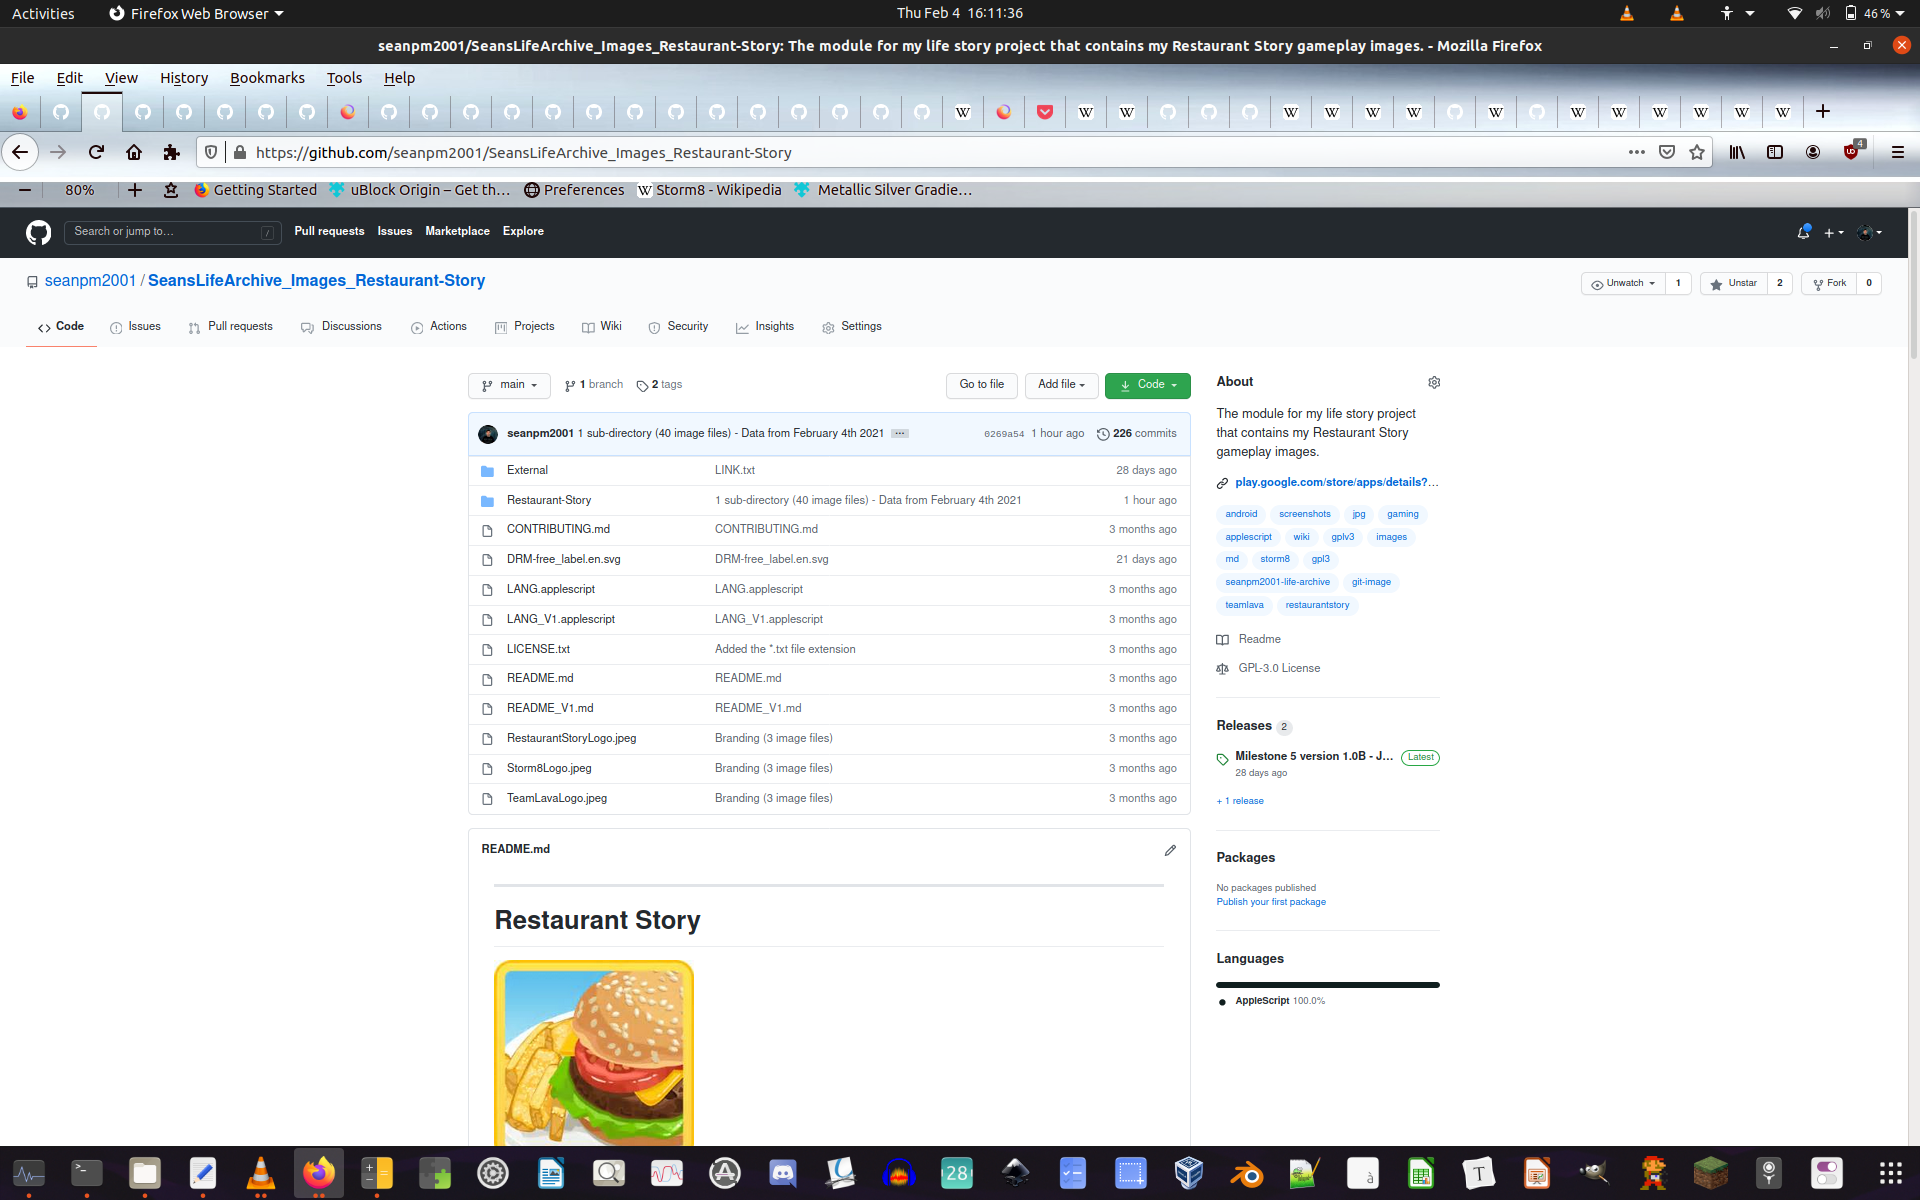 Activities Firefox Web Browser Thu Feb 4 16:11:36 46%
seanpm2001/SeansLifeArchive_Images_Restaurant-Story: The module for my life story project that contains my Restaurant Story gameplay images. - Mozilla Firefox
File Edit View History Bookmarks Tools Help
https://github.com/seanpm2001/SeansLifeArchive_Images_Restaurant-Story 4
80% Getting Started uBlock Origin – Get th… Preferences Storm8 - Wikipedia Metallic Silver Gradie…
Search or jump to… / Pull requests Issues Marketplace Explore
seanpm2001 / SeansLifeArchive_Images_Restaurant-Story Unwatch 1 Unstar 2 Fork 0
Code Issues Pull requests Discussions Actions Projects Wiki Security Insights Settings
main 1 branch 2 tags Go to file Add file Code
seanpm2001 1 sub-directory (40 image files) - Data from February 4th 2021 ... 0269a54 1 hour ago 226 commits
External LINK.txt 28 days ago
Restaurant-Story 1 sub-directory (40 image files) - Data from February 4th 2021 1 hour ago
CONTRIBUTING.md CONTRIBUTING.md 3 months ago
DRM-free_label.en.svg DRM-free_label.en.svg 21 days ago
LANG.applescript LANG.applescript 3 months ago
LANG_V1.applescript LANG_V1.applescript 3 months ago
LICENSE.txt Added the *.txt file extension 3 months ago
README.md README.md 3 months ago
README_V1.md README_V1.md 3 months ago
RestaurantStoryLogo.jpeg Branding (3 image files) 3 months ago
Storm8Logo.jpeg Branding (3 image files) 3 months ago
TeamLavaLogo.jpeg Branding (3 image files) 3 months ago
README.md
Restaurant Story
About
The module for my life story project
that contains my Restaurant Story
gameplay images.
play.google.com/store/apps/details?…
android screenshots jpg gaming
applescript wiki gplv3 images
md storm8 gpl3
seanpm2001-life-archive git-image
teamlava restaurantstory
Readme
GPL-3.0 License
Releases 2
Milestone 5 version 1.0B - J… Latest
28 days ago
+ 1 release
Packages
No packages published
Publish your first package
Languages
AppleScript 100.0%
28